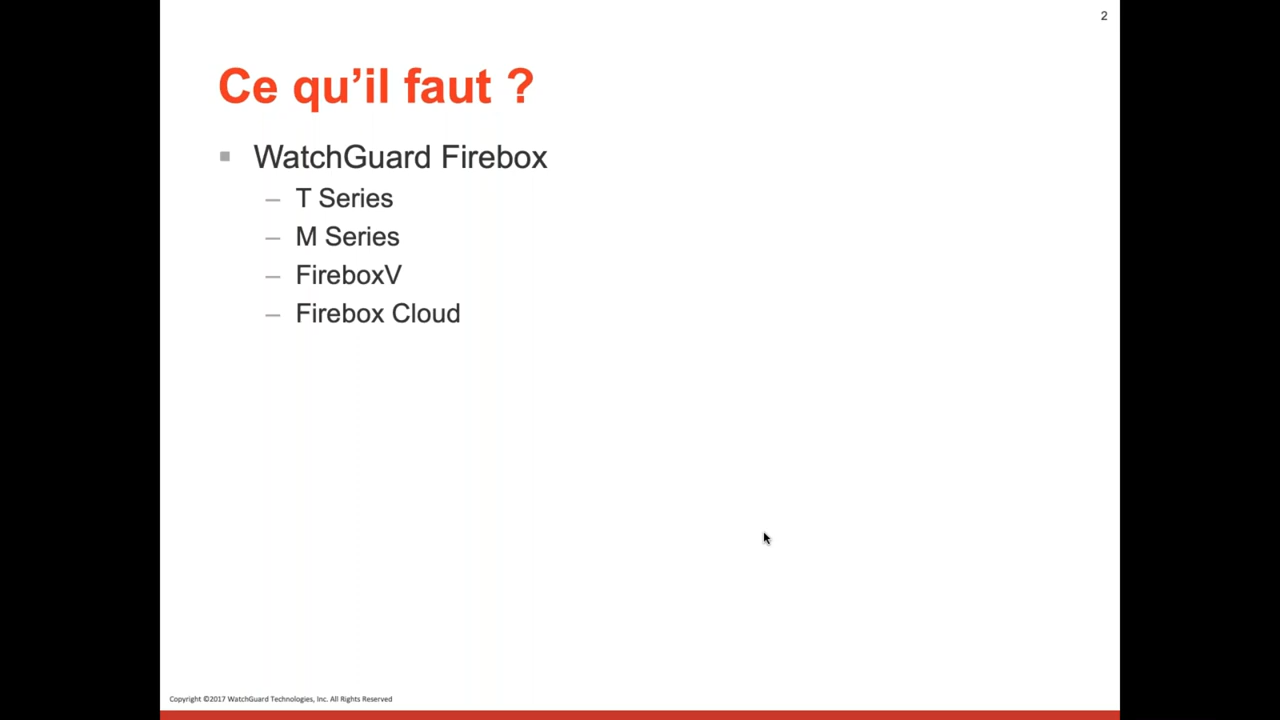 2
Ce qu’il faut ?
▪ WatchGuard Firebox
– T Series
– M Series
– FireboxV
– Firebox Cloud
Copyright ©2017 WatchGuard Technologies, Inc. All Rights Reserved